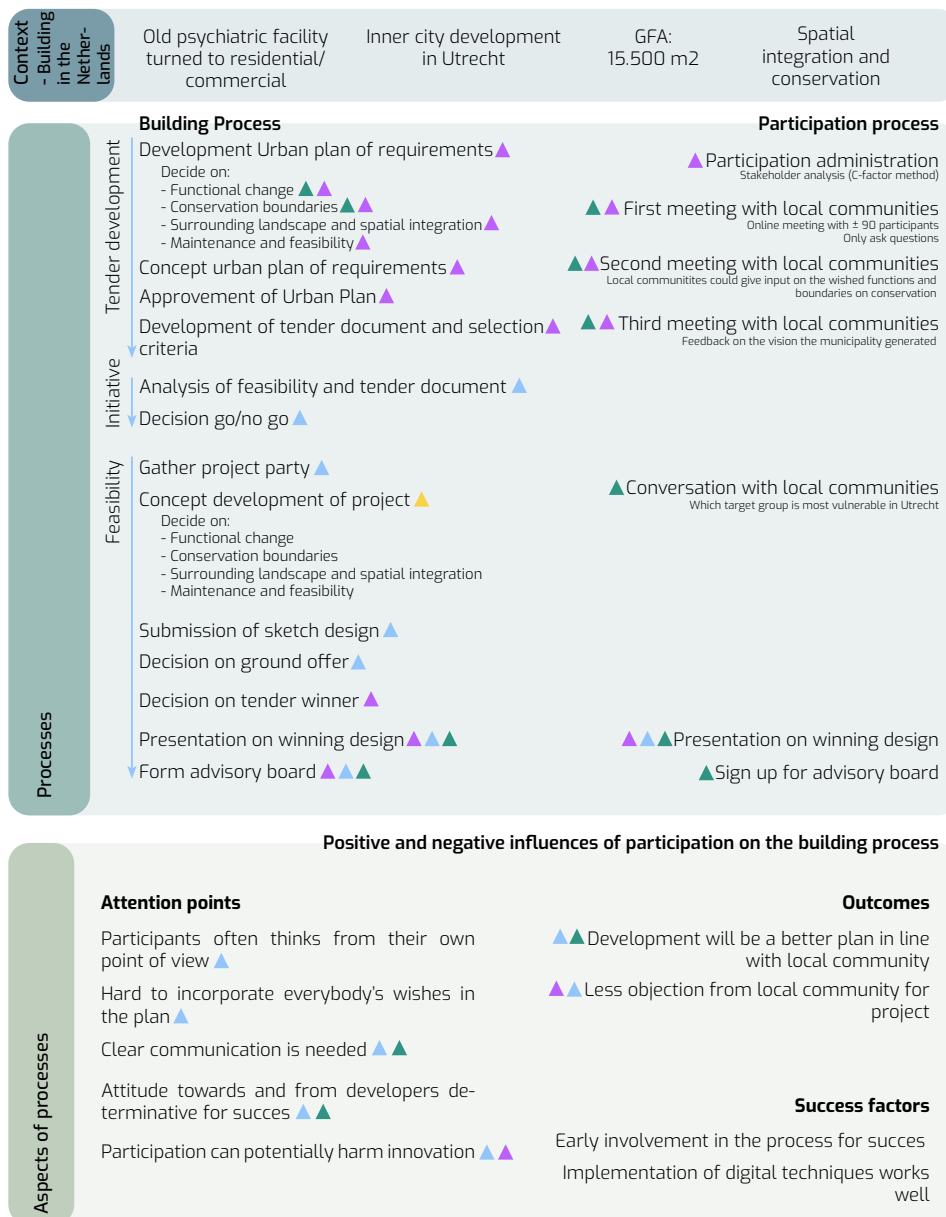 Context
- Building
in the
Nether-
lands
Old psychiatric facility
turned to residential/
commercial
Inner city development
in Utrecht
GFA:
15.500 m2
Spatial
integration and
conservation
Processes
Building Process
Tender development
Development Urban plan of requirements
Decide on:
- Functional change
- Conservation boundaries
- Surrounding landscape and spatial integration
- Maintenance and feasibility
Concept urban plan of requirements
Approvement of Urban Plan
Development of tender document and selection
criteria
Initiative
Analysis of feasibility and tender document
Decision go/no go
Feasibility
Gather project party
Concept development of project
Decide on:
- Functional change
- Conservation boundaries
- Surrounding landscape and spatial integration
- Maintenance and feasibility
Submission of sketch design
Decision on ground offer
Decision on tender winner
Presentation on winning design
Form advisory board
Participation process
Participation administration
Stakeholder analysis (C-factor method)
First meeting with local communities
Online meeting with ± 90 participants
Only ask questions
Second meeting with local communities
Local communitites could give input on the wished functions and
boundaries on conservation
Third meeting with local communities
Feedback on the vision the municipality generated
Conversation with local communities
Which target group is most vulnerable in Utrecht
Presentation on winning design
Sign up for advisory board
Aspects of processes
Positive and negative influences of participation on the building process
Attention points
Participants often thinks from their own
point of view
Hard to incorporate everybody's wishes in
the plan
Clear communication is needed
Attitude towards and from developers de-
terminative for succes
Participation can potentially harm innovation
Outcomes
Development will be a better plan in line
with local community
Less objection from local community for
project
Success factors
Early involvement in the process for succes
Implementation of digital techniques works
well